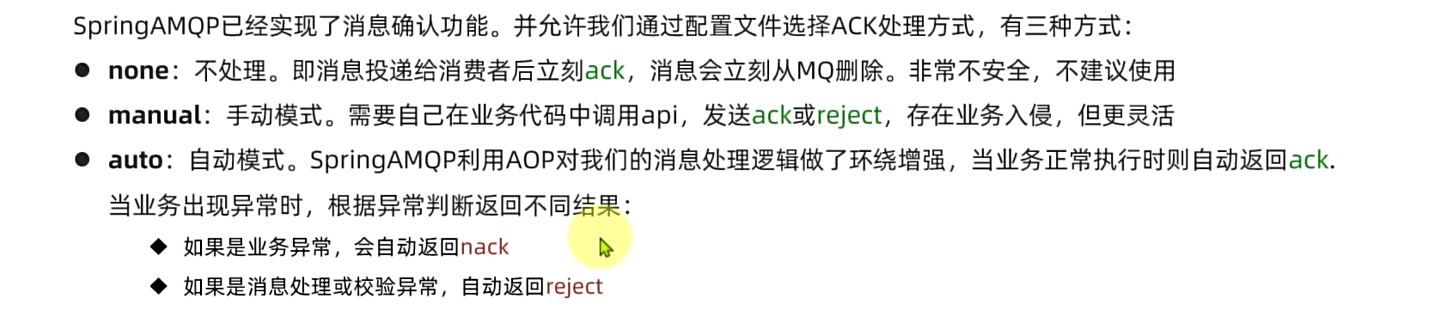 SpringAMQP已经实现了消息确认功能。并允许我们通过配置文件选择ACK处理方式，有三种方式：
● none：不处理。即消息投递给消费者后立刻ack，消息会立刻从MQ删除。非常不安全，不建议使用
● manual：手动模式。需要自己在业务代码中调用api，发送ack或reject，存在业务入侵，但更灵活
● auto：自动模式。SpringAMQP利用AOP对我们的消息处理逻辑做了环绕增强，当业务正常执行时则自动返回ack.
当业务出现异常时，根据异常判断返回不同结果：
◆ 如果是业务异常，会自动返回nack
◆ 如果是消息处理或校验异常，自动返回reject